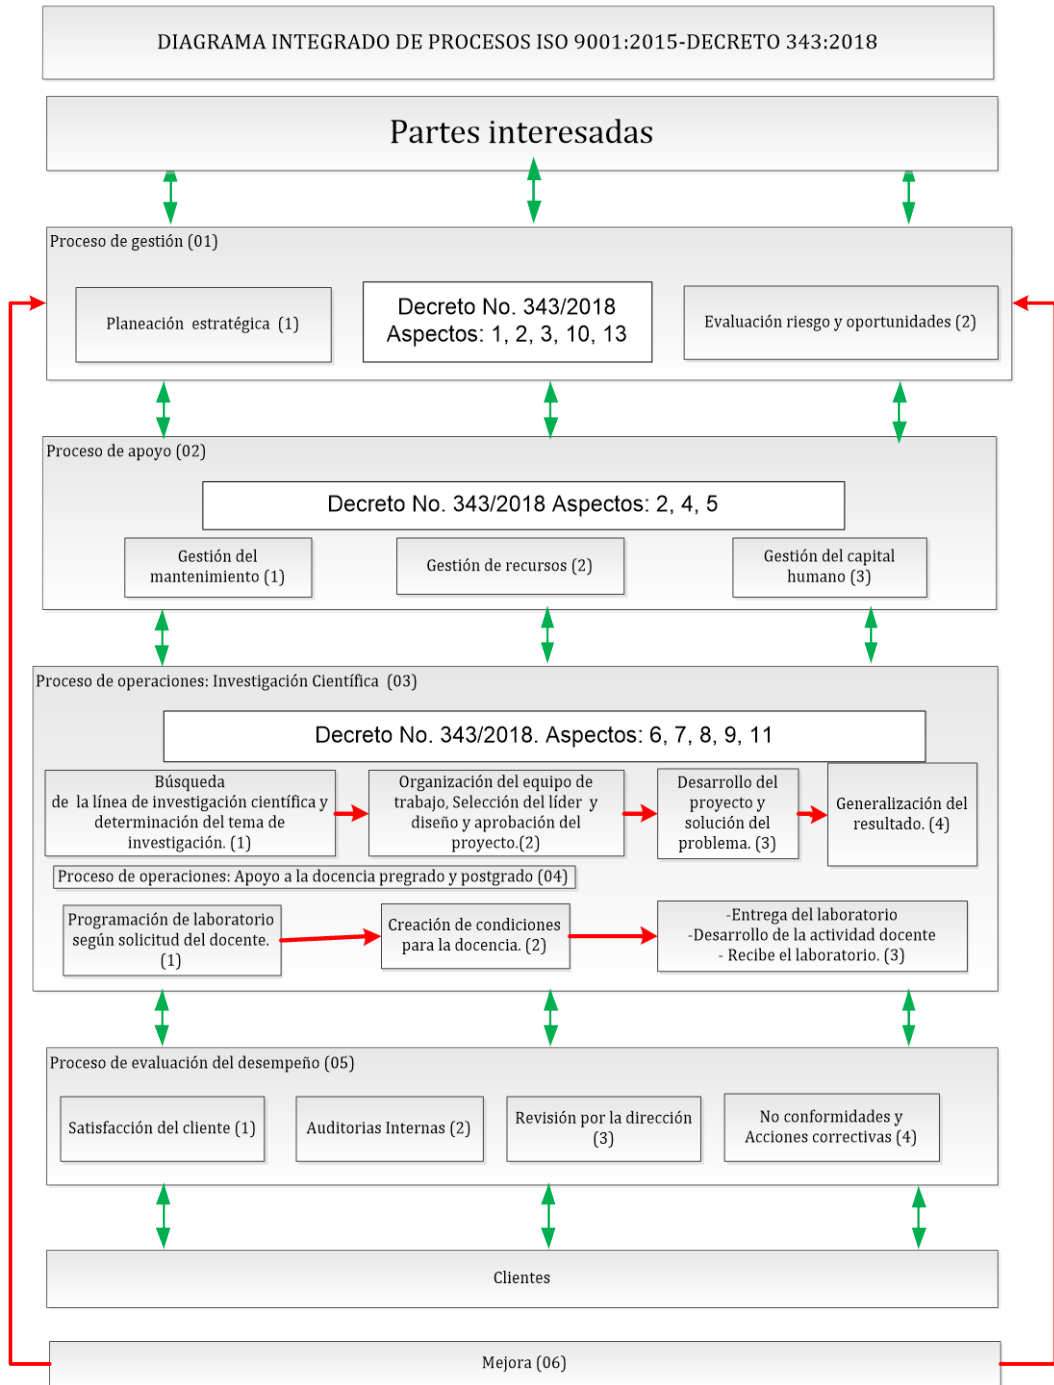 DIAGRAMA INTEGRADO DE PROCESOS ISO 9001:2015-DECRETO 343:2018
Partes interesadas
Proceso de gestión (01)
Planeación estratégica (1)
Decreto No. 343/2018
Aspectos: 1, 2, 3, 10, 13
Evaluación riesgo y oportunidades (2)
Proceso de apoyo (02)
Decreto No. 343/2018 Aspectos: 2, 4, 5
Gestión del
mantenimiento (1)
Gestión de recursos (2)
Gestión del capital
humano (3)
Proceso de operaciones: Investigación Científica (03)
Decreto No. 343/2018. Aspectos: 6, 7, 8, 9, 11
Búsqueda
de la línea de investigación científica y
determinación del tema de
investigación. (1)
Organización del equipo de
trabajo, Selección del líder y
diseño y aprobación del
proyecto.(2)
Desarrollo del
proyecto y
solución del
problema. (3)
Generalización del
resultado. (4)
Proceso de operaciones: Apoyo a la docencia pregrado y postgrado (04)
Programación de laboratorio
según solicitud del docente.
(1)
Creación de condiciones
para la docencia. (2)
-Entrega del laboratorio
-Desarrollo de la actividad docente
- Recibe el laboratorio. (3)
Proceso de evaluación del desempeño (05)
Satisfacción del cliente (1)
Auditorias Internas (2)
Revisión por la dirección
(3)
No conformidades y
Acciones correctivas (4)
Clientes
Mejora (06)